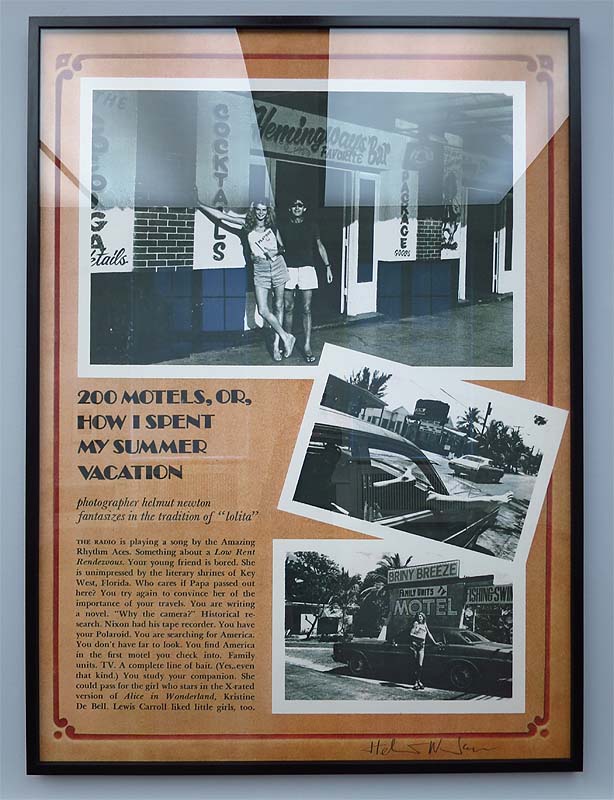 THE
COCKTAILS
Hemingway's
FAVORITE Bar
PACKAGE
GOODS
200 MOTELS, OR,
HOW I SPENT
MY SUMMER
VACATION
photographer helmut newton
fantasizes in the tradition of “lolita”
THE RADIO is playing a song by the Amazing
Rhythm Aces. Something about a Low Rent
Rendezvous. Your young friend is bored. She
is unimpressed by the literary shrines of Key
West, Florida. Who cares if Papa passed out
here? You try again to convince her of the
importance of your travels. You are writing
a novel. “Why the camera?” Historical re-
search. Nixon had his tape recorder. You have
your Polaroid. You are searching for America.
You don't have far to look. You find America
in the first motel you check into. Family
units. TV. A complete line of bait. (Yes, even
that kind.) You study your companion. She
could pass for the girl who stars in the X-rated
version of Alice in Wonderland, Kristine
De Bell. Lewis Carroll liked little girls, too.
BRINY BREEZE
FAMILY UNITS
MOTEL
FISHING·SWIM
Helmut Newton